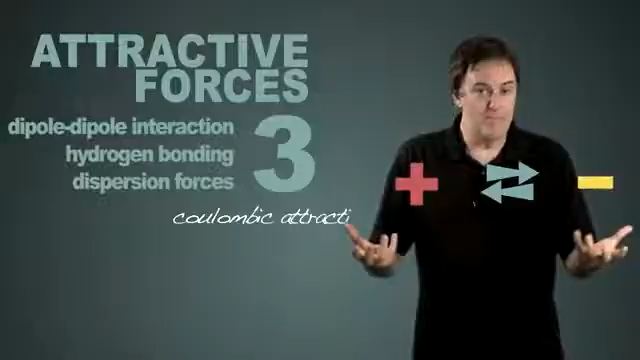 ATTRACTIVE
FORCES
dipole-dipole interaction
hydrogen bonding
dispersion forces
3
coulombic attracti
+
-